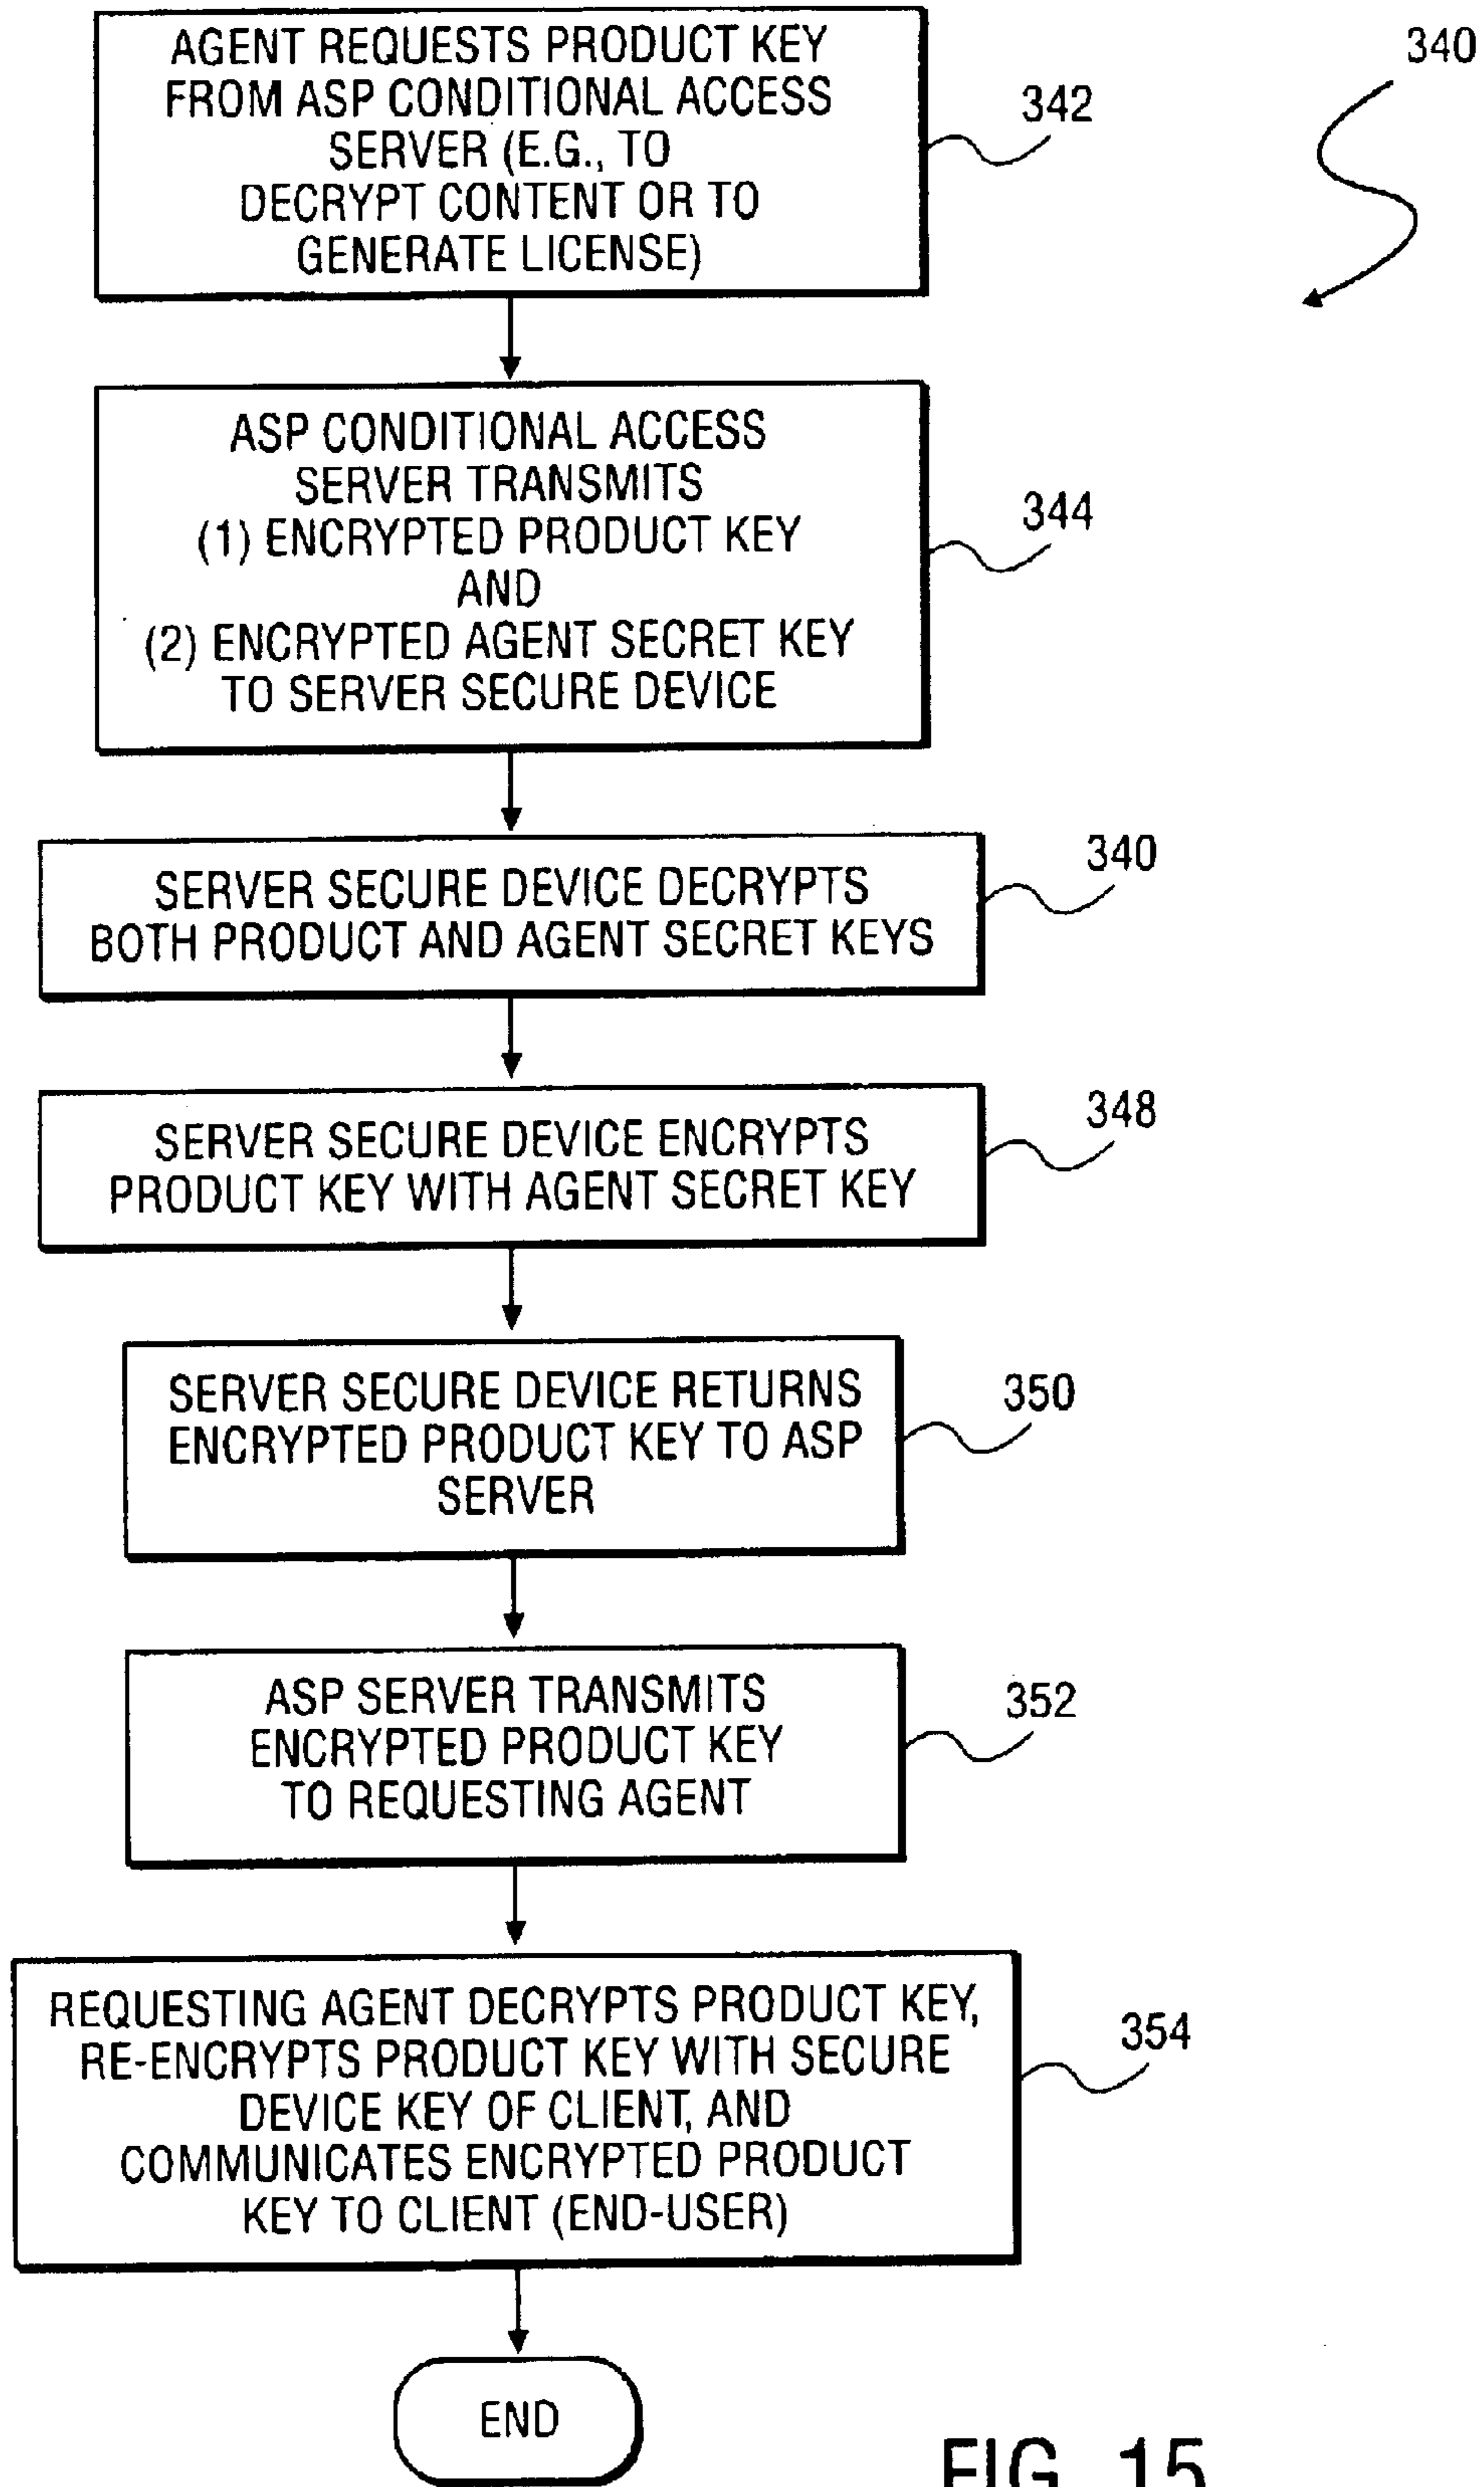 340
AGENT REQUESTS PRODUCT KEY
FROM ASP CONDITIONAL ACCESS
SERVER (E.G., TO
DECRYPT CONTENT OR TO
GENERATE LICENSE)
342
ASP CONDITIONAL ACCESS
SERVER TRANSMITS
(1) ENCRYPTED PRODUCT KEY
AND
(2) ENCRYPTED AGENT SECRET KEY
TO SERVER SECURE DEVICE
344
SERVER SECURE DEVICE DECRYPTS
BOTH PRODUCT AND AGENT SECRET KEYS
340
SERVER SECURE DEVICE ENCRYPTS
PRODUCT KEY WITH AGENT SECRET KEY
348
SERVER SECURE DEVICE RETURNS
ENCRYPTED PRODUCT KEY TO ASP
SERVER
350
ASP SERVER TRANSMITS
ENCRYPTED PRODUCT KEY
TO REQUESTING AGENT
352
REQUESTING AGENT DECRYPTS PRODUCT KEY,
RE-ENCRYPTS PRODUCT KEY WITH SECURE
DEVICE KEY OF CLIENT, AND
COMMUNICATES ENCRYPTED PRODUCT
KEY TO CLIENT (END-USER)
354
END
FIG. 15